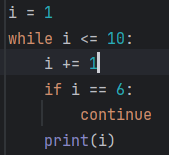 i = 1
while i <= 10:
    i += 1
    if i == 6:
        continue
    print(i)